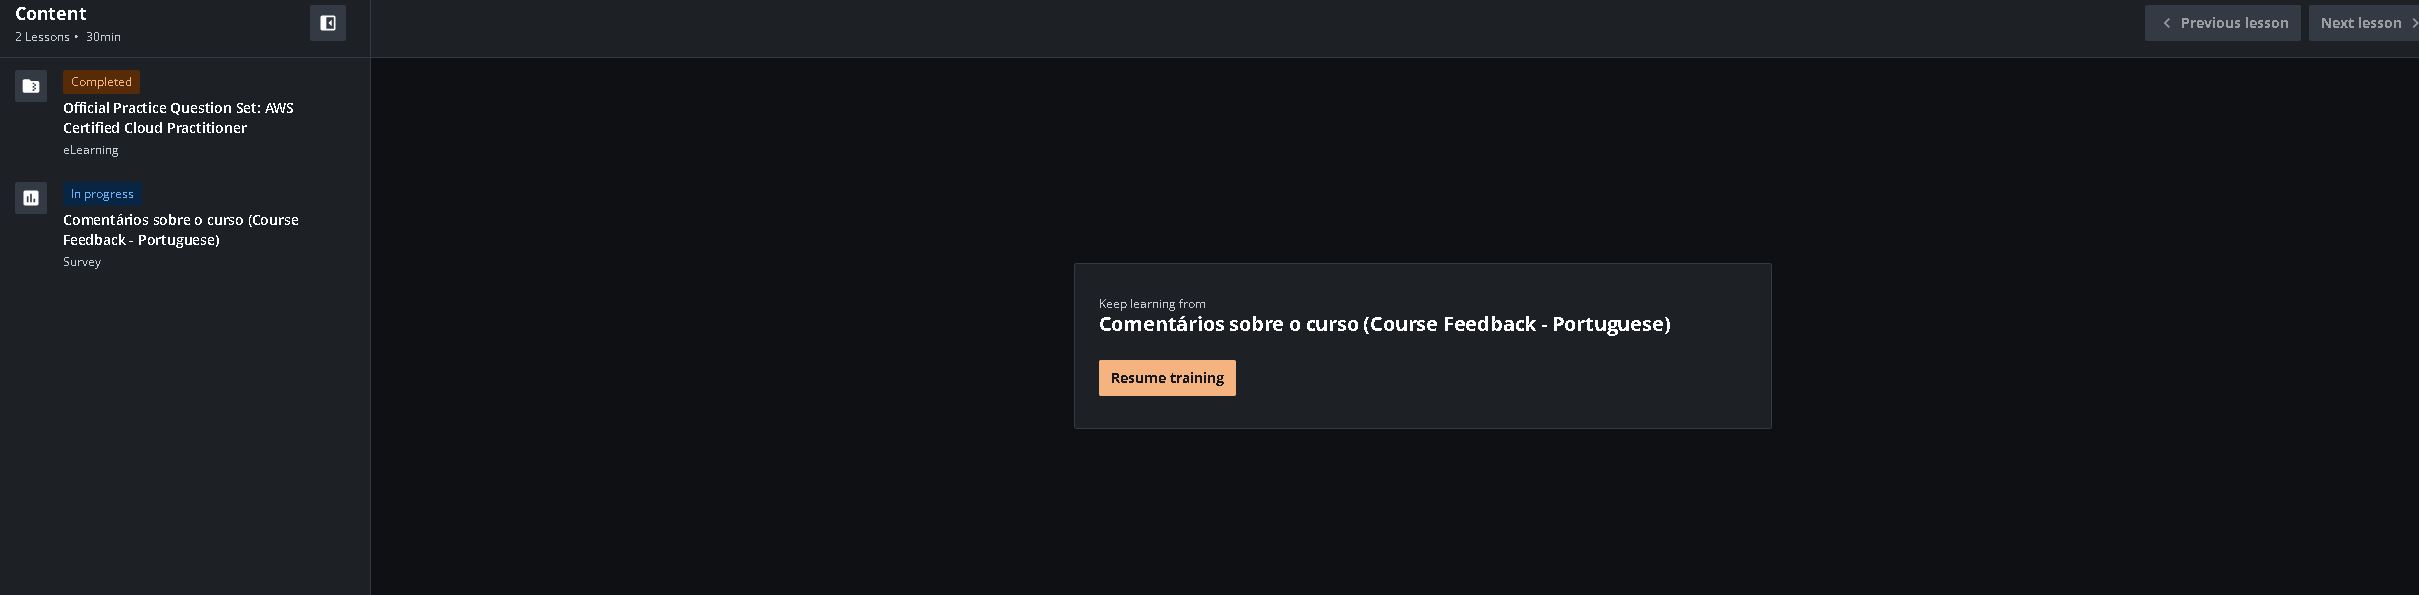 Content
2 Lessons • 30min
Previous lesson
Next lesson
Completed
Official Practice Question Set: AWS
Certified Cloud Practitioner
eLearning
In progress
Comentários sobre o curso (Course
Feedback - Portuguese)
Survey
Keep learning from
Comentários sobre o curso (Course Feedback - Portuguese)
Resume training